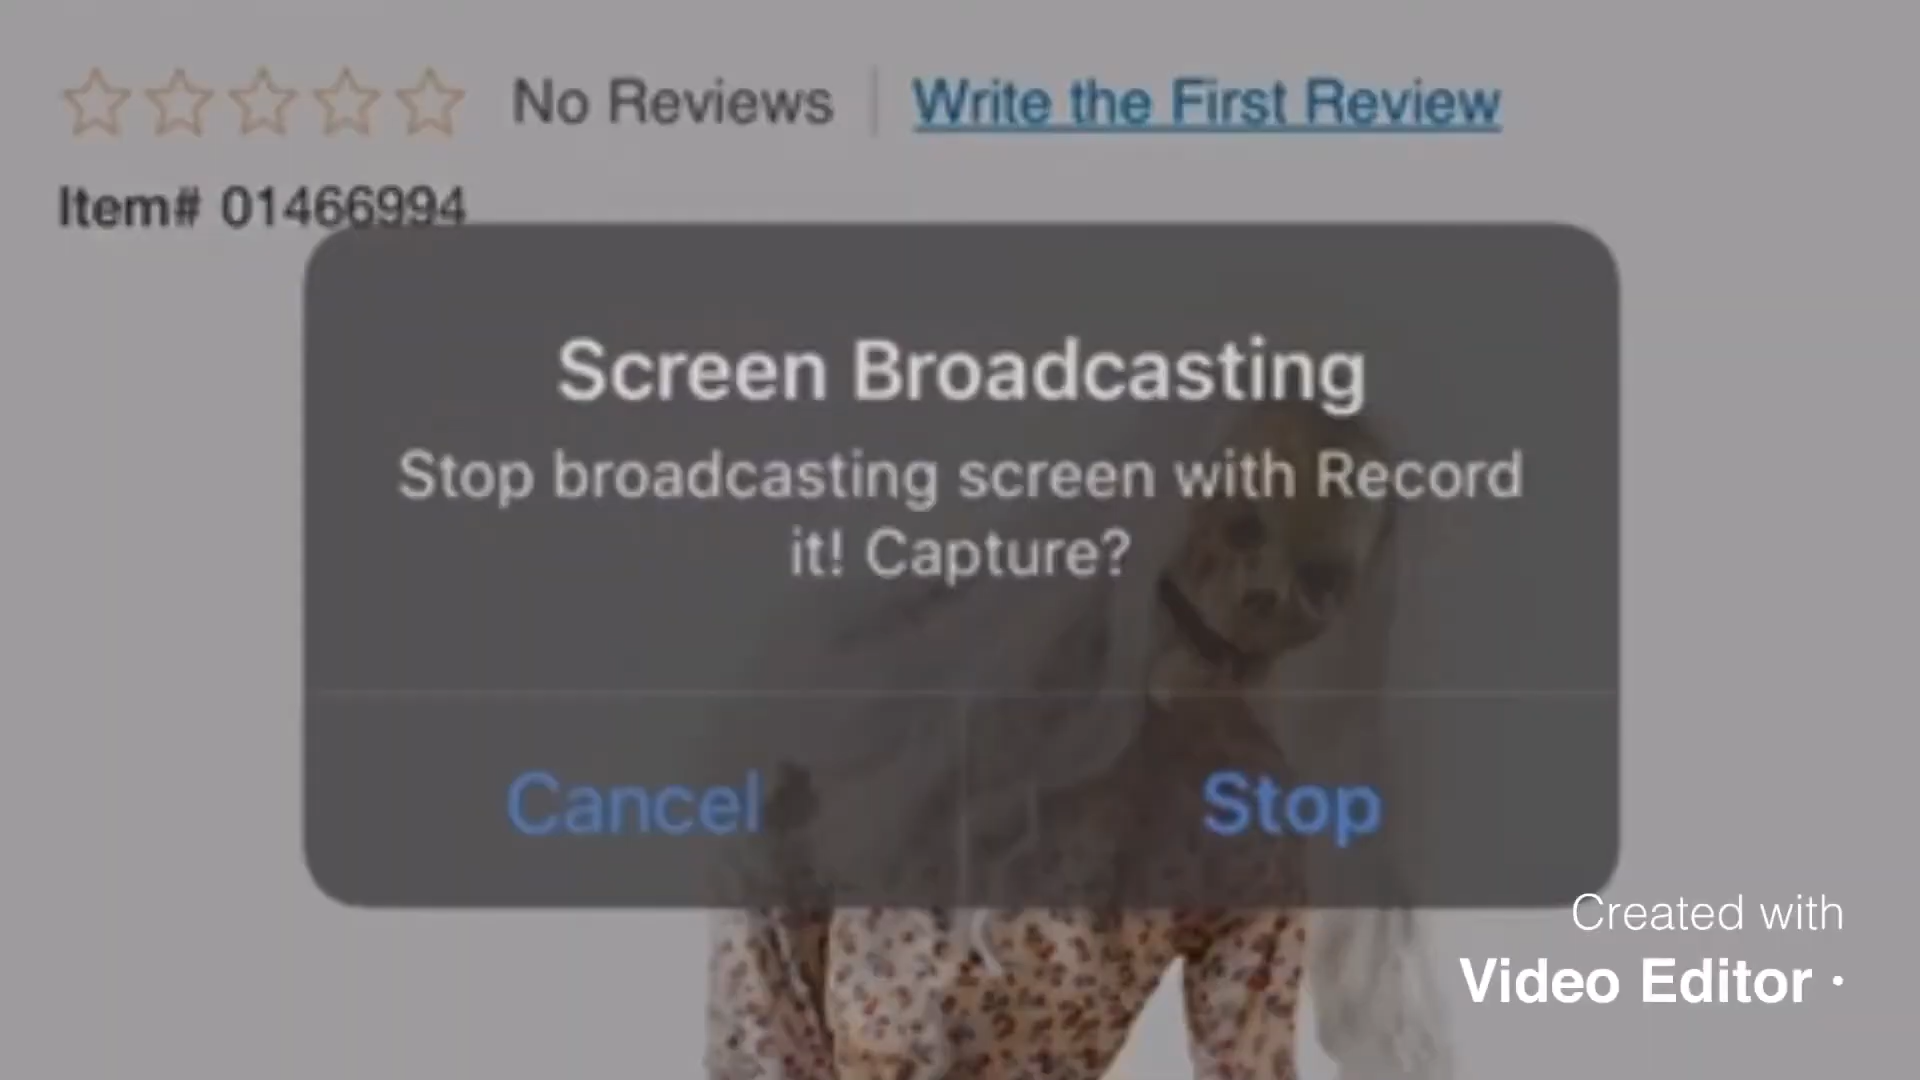 No Reviews
Write the First Review
Item# 01466994
Screen Broadcasting
Stop broadcasting screen with Record
it! Capture?
Cancel
Stop
Created with
Video Editor ·